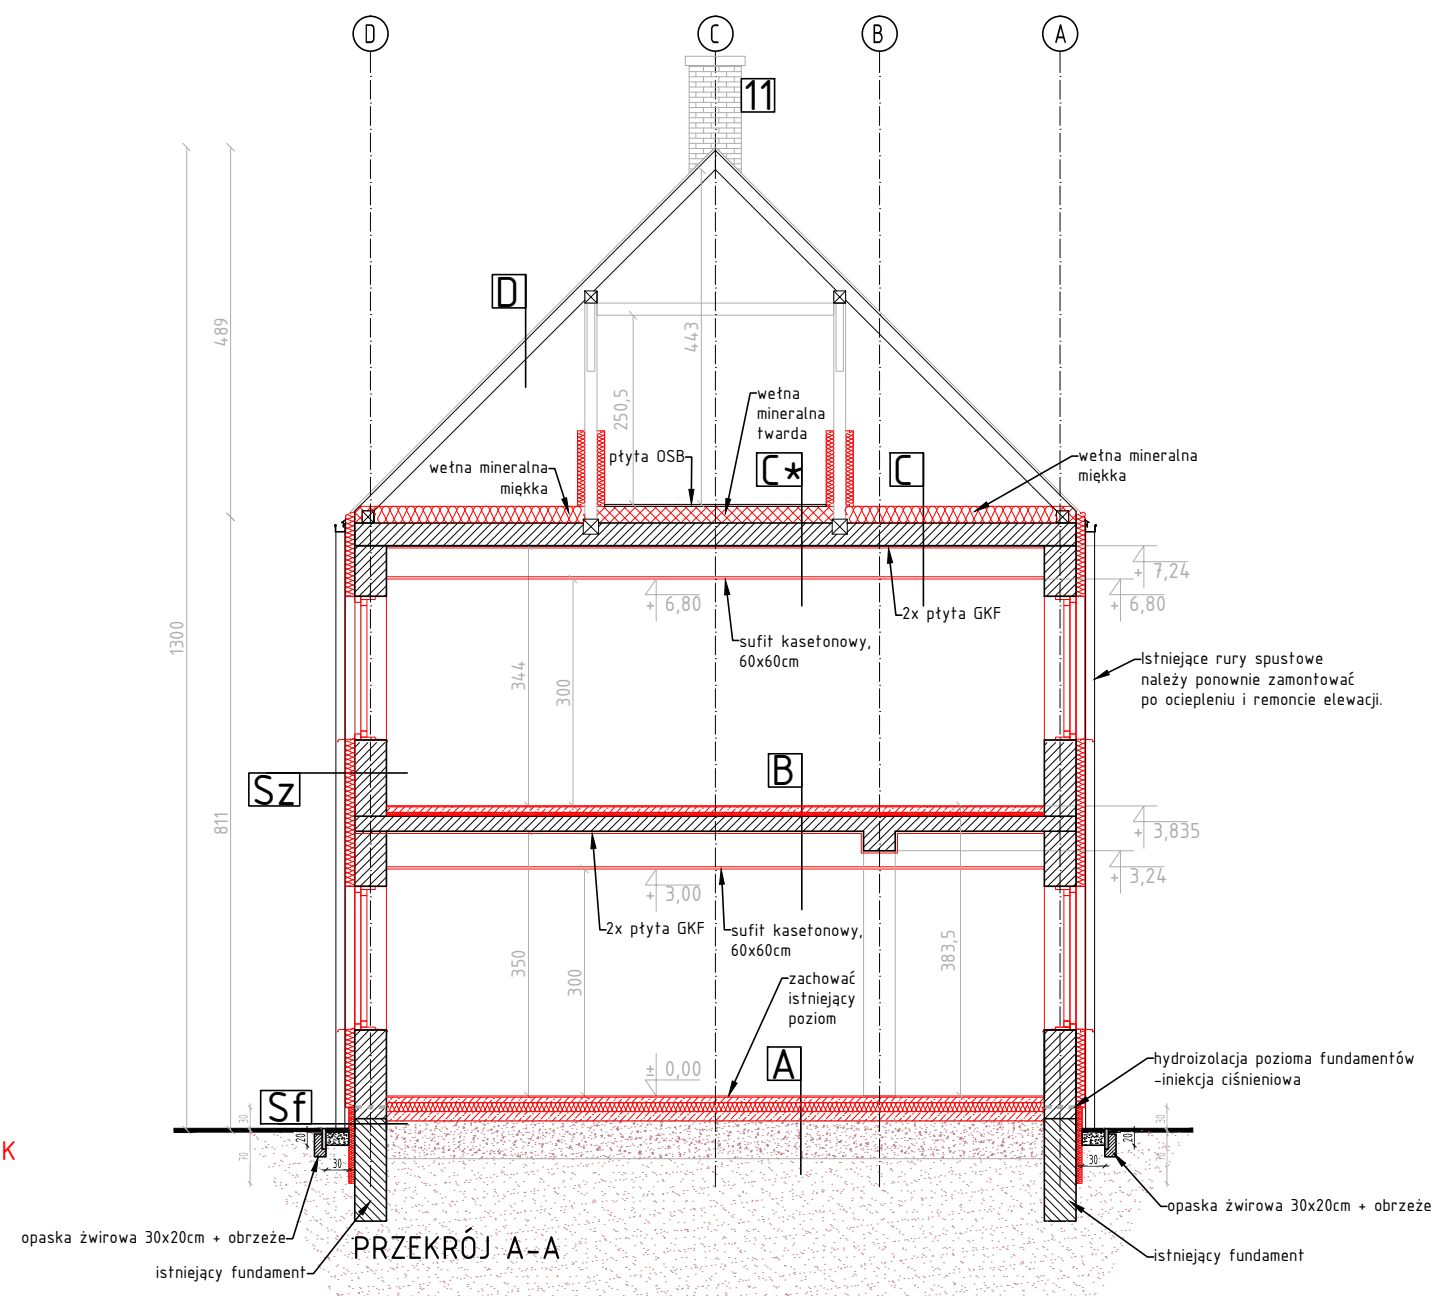 D
C
B
A
11
D
489
443
250,5
wełna
mineralna
twarda
płyta OSB
C*
C
wełna mineralna
miękka
wełna mineralna
miękka
+ 7,24
+ 6,80
+ 6,80
2x płyta GKF
sufit kasetonowy,
60x60cm
1300
344
300
Istniejące rury spustowe
należy ponownie zamontować
po ociepleniu i remoncie elewacji.
Sz
B
811
+ 3,835
+ 3,24
+ 3,00
2x płyta GKF
sufit kasetonowy,
60x60cm
350
300
383,5
zachować
istniejący
poziom
± 0,00
A
hydroizolacja pozioma fundamentów
-iniekcja ciśnieniowa
Sf
30
20
70
30
30
20
70
30
K
opaska żwirowa 30x20cm + obrzeże
istniejący fundament
PRZEKRÓJ A-A
opaska żwirowa 30x20cm + obrzeże
istniejący fundament